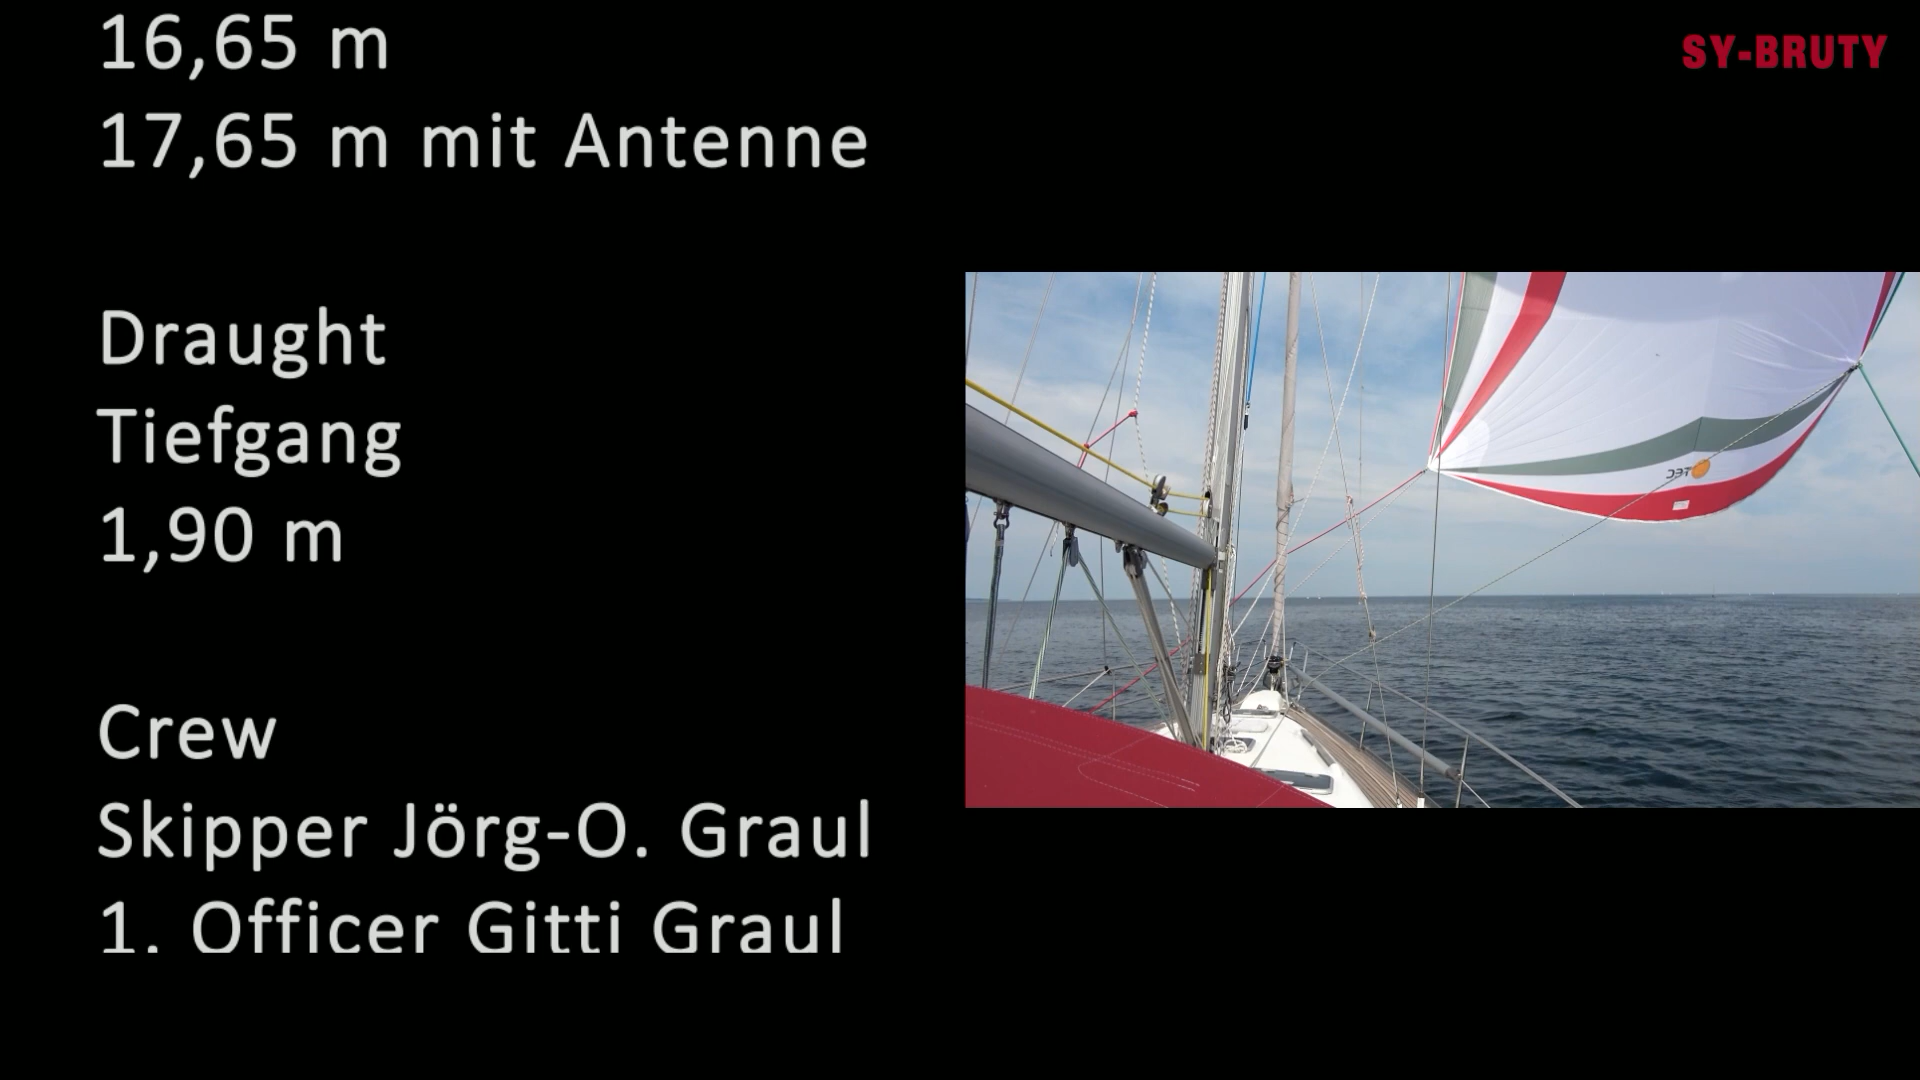 16,65 m
17,65 m mit Antenne
SY-BRUTY
Draught
Tiefgang
1,90 m
Crew
Skipper Jörg-O. Graul
1. Officer Gitti Graul